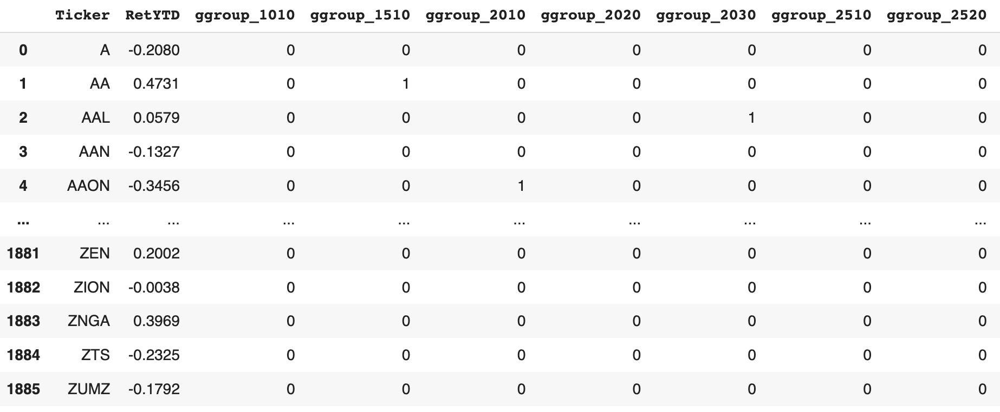 Ticker RetYTD ggroup_1010 ggroup_1510 ggroup_2010 ggroup_2020 ggroup_2030 ggroup_2510 ggroup_2520
0 A -0.2080 0 0 0 0 0 0 0
1 AA 0.4731 0 1 0 0 0 0 0
2 AAL 0.0579 0 0 0 0 1 0 0
3 AAN -0.1327 0 0 0 0 0 0 0
4 AAON -0.3456 0 0 1 0 0 0 0
... ... ... ... ... ... ... ... ... ...
1881 ZEN 0.2002 0 0 0 0 0 0 0
1882 ZION -0.0038 0 0 0 0 0 0 0
1883 ZNGA 0.3969 0 0 0 0 0 0 0
1884 ZTS -0.2325 0 0 0 0 0 0 0
1885 ZUMZ -0.1792 0 0 0 0 0 0 0